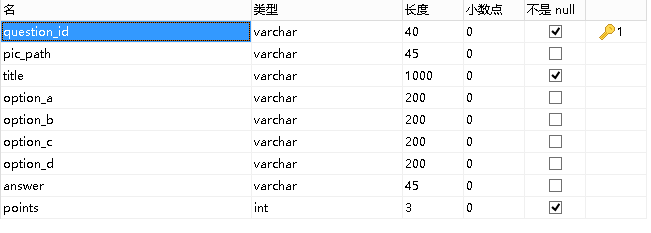 名 类型 长度 小数点 不是 null
question_id varchar 40 0 1
pic_path varchar 45 0
title varchar 1000 0
option_a varchar 200 0
option_b varchar 200 0
option_c varchar 200 0
option_d varchar 200 0
answer varchar 45 0
points int 3 0